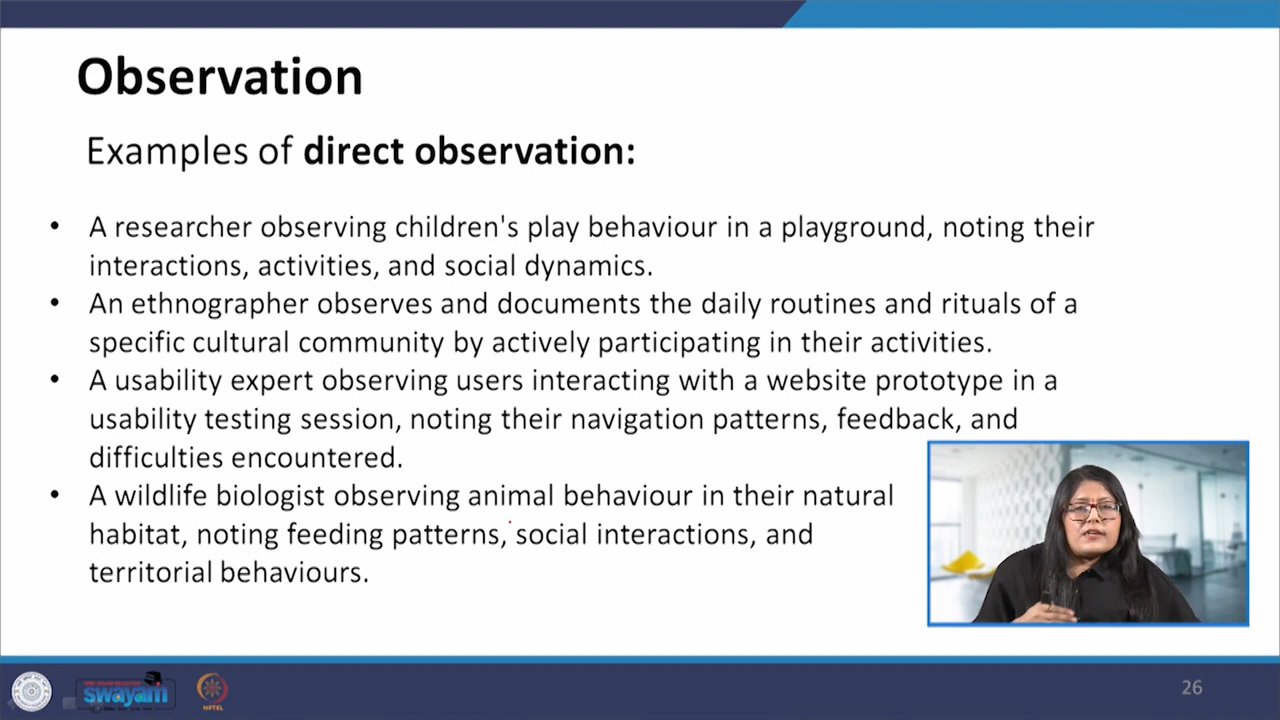 Observation
Examples of direct observation:
• A researcher observing children's play behaviour in a playground, noting their
interactions, activities, and social dynamics.
• An ethnographer observes and documents the daily routines and rituals of a
specific cultural community by actively participating in their activities.
• A usability expert observing users interacting with a website prototype in a
usability testing session, noting their navigation patterns, feedback, and
difficulties encountered.
• A wildlife biologist observing animal behaviour in their natural
habitat, noting feeding patterns, social interactions, and
territorial behaviours.
swayam
NPTEL
26